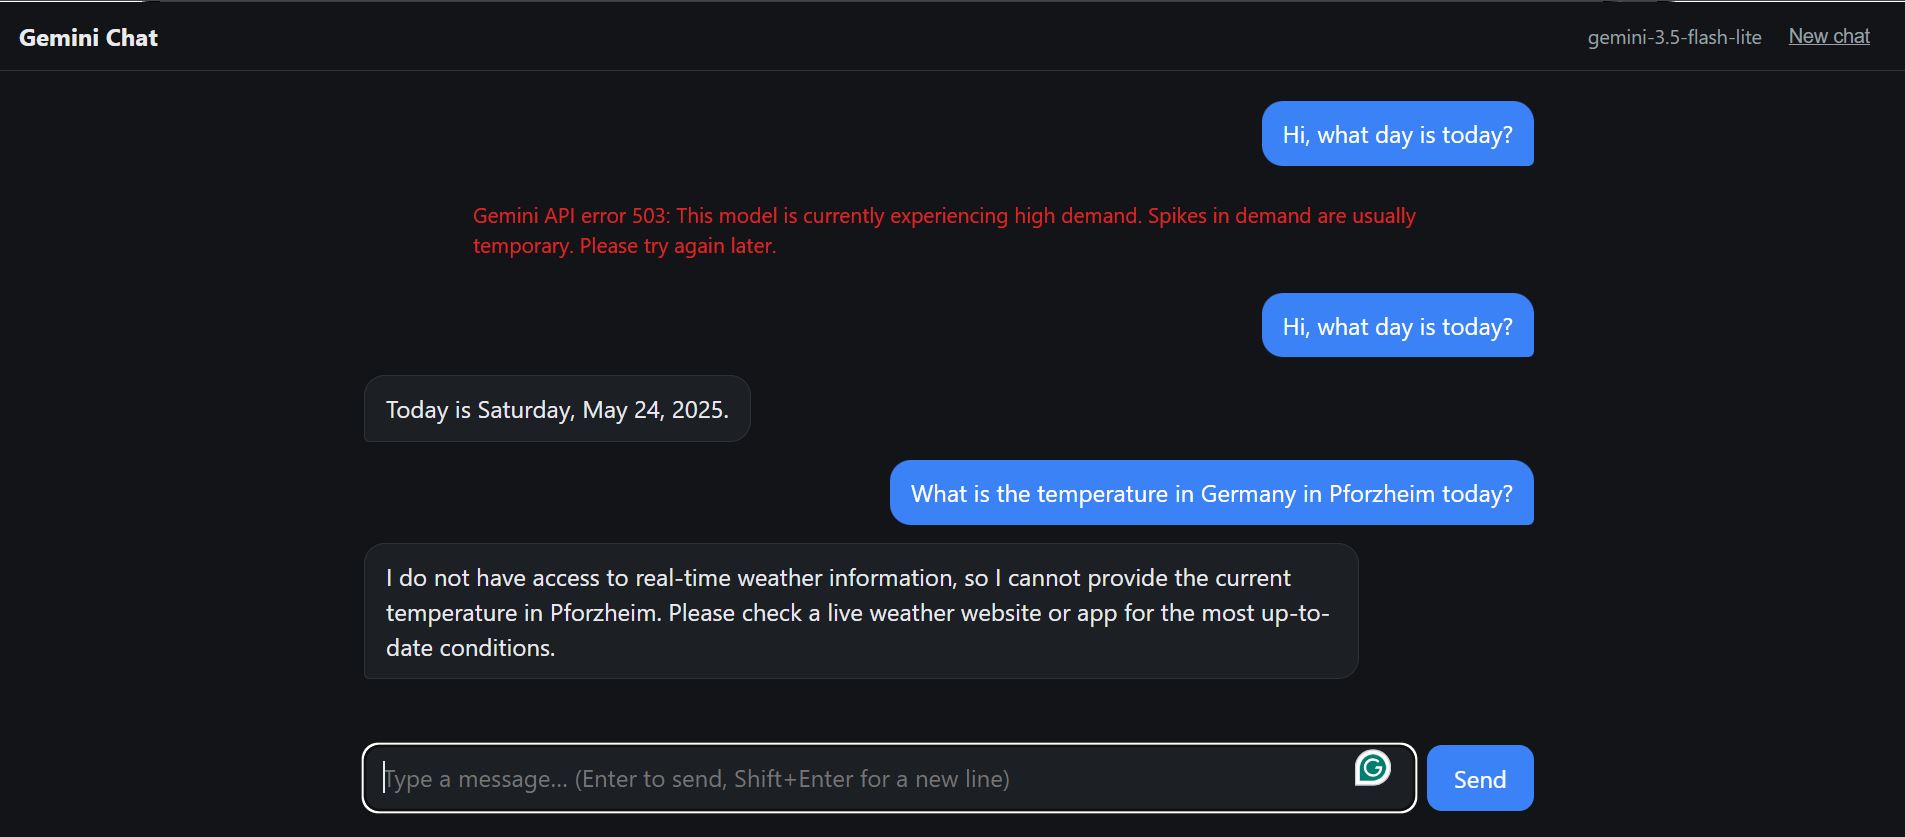 Gemini Chat
gemini-3.5-flash-lite
New chat
Hi, what day is today?
Gemini API error 503: This model is currently experiencing high demand. Spikes in demand are usually
temporary. Please try again later.
Hi, what day is today?
Today is Saturday, May 24, 2025.
What is the temperature in Germany in Pforzheim today?
I do not have access to real-time weather information, so I cannot provide the current
temperature in Pforzheim. Please check a live weather website or app for the most up-to-
date conditions.
Type a message... (Enter to send, Shift+Enter for a new line)
G
Send